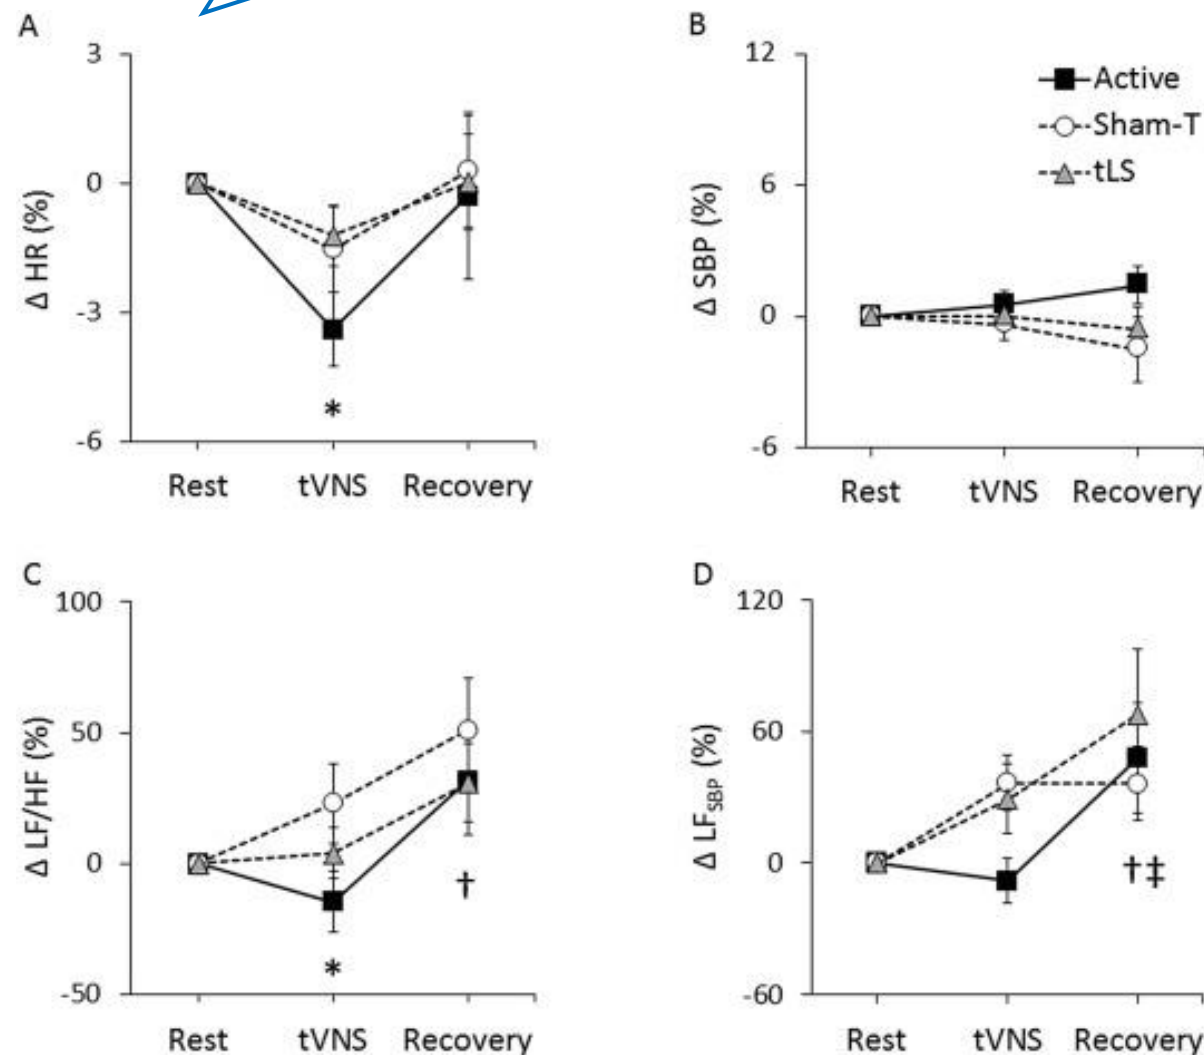 A
3
0
-3
-6
Δ HR (%)
Rest tVNS Recovery
*
B
12
6
0
-6
Δ SBP (%)
Active
Sham-T
tLS
Rest tVNS Recovery
C
100
50
0
-50
Δ LF/HF (%)
†
*
Rest tVNS Recovery
D
120
60
0
-60
Δ LF<sub>SBP</sub> (%)
†‡
Rest tVNS Recovery